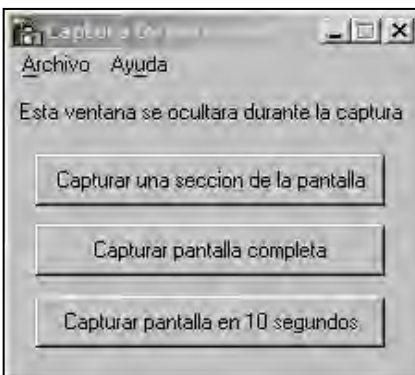 Captura
Archivo Ayuda
Esta ventana se ocultara durante la captura
Capturar una seccion de la pantalla
Capturar pantalla completa
Capturar pantalla en 10 segundos